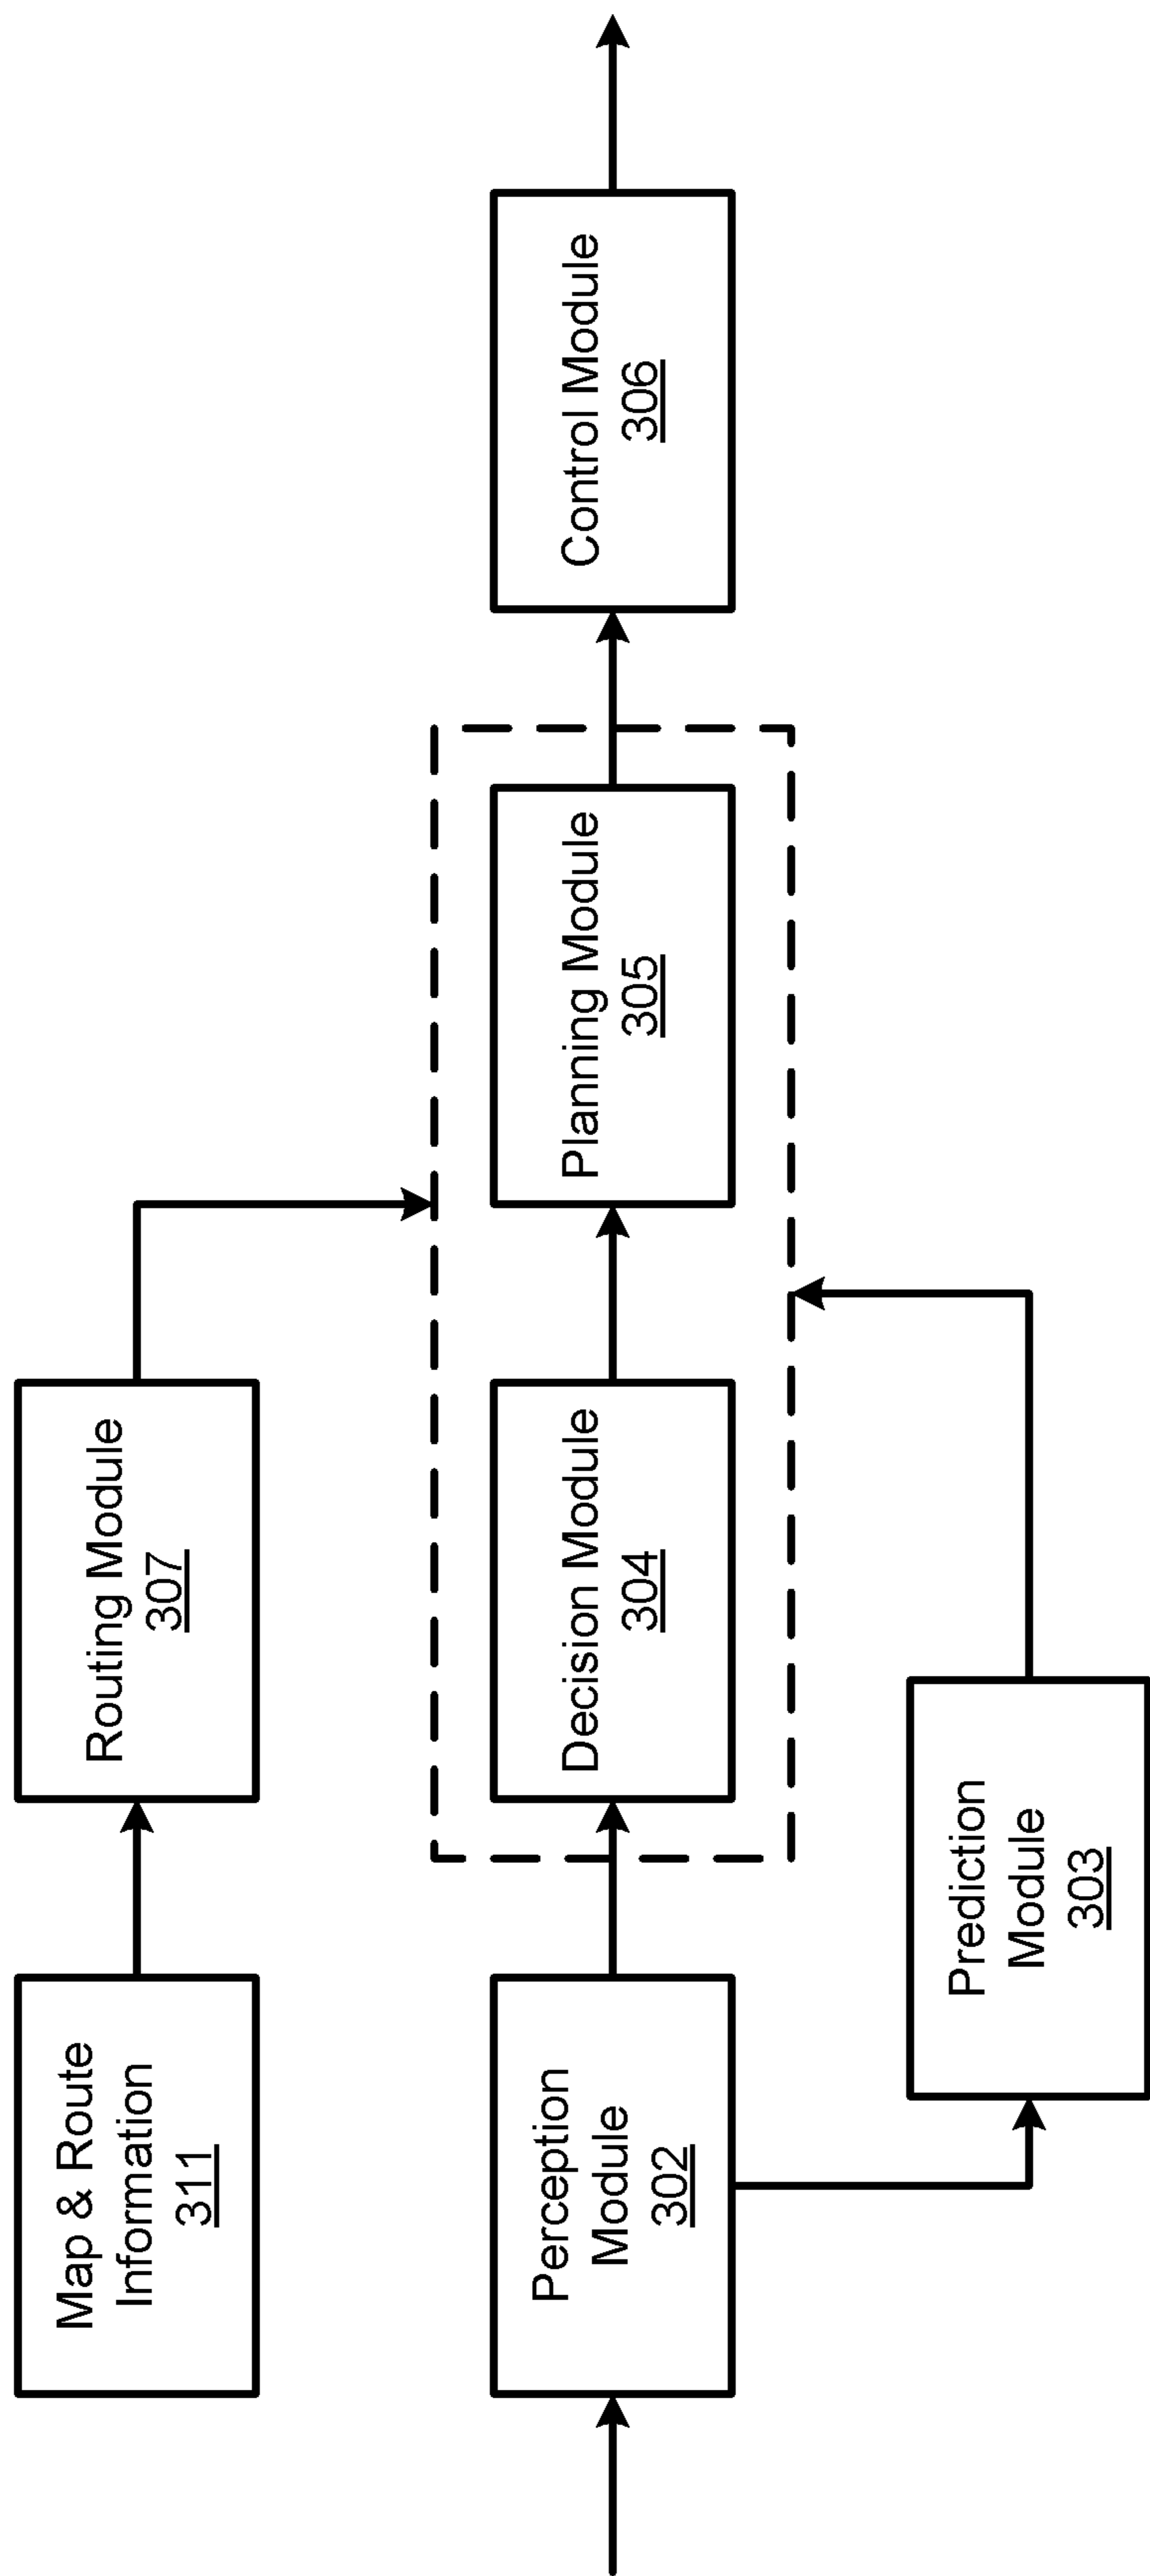 Map & Route
Information
311
Routing Module
307
Perception
Module
302
Decision Module
304
Planning Module
305
Control Module
306
Prediction
Module
303